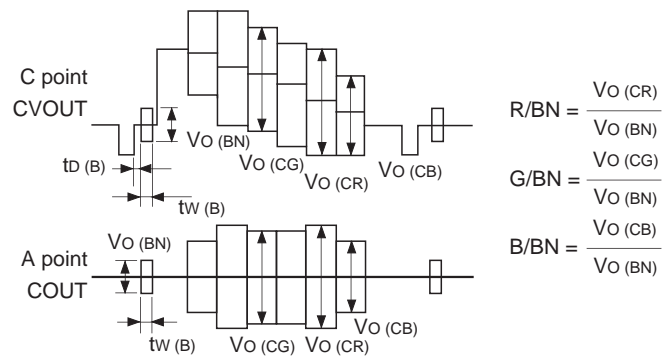 C point
CVOUT
VO (BN)
VO (CG)
VO (CR)
VO (CB)
tD (B)
tW (B)
R/BN = VO (CR)
VO (BN)
G/BN = VO (CG)
VO (BN)
B/BN = VO (CB)
VO (BN)
VO (BN)
A point
COUT
tW (B)
VO (CG)
VO (CR)
VO (CB)